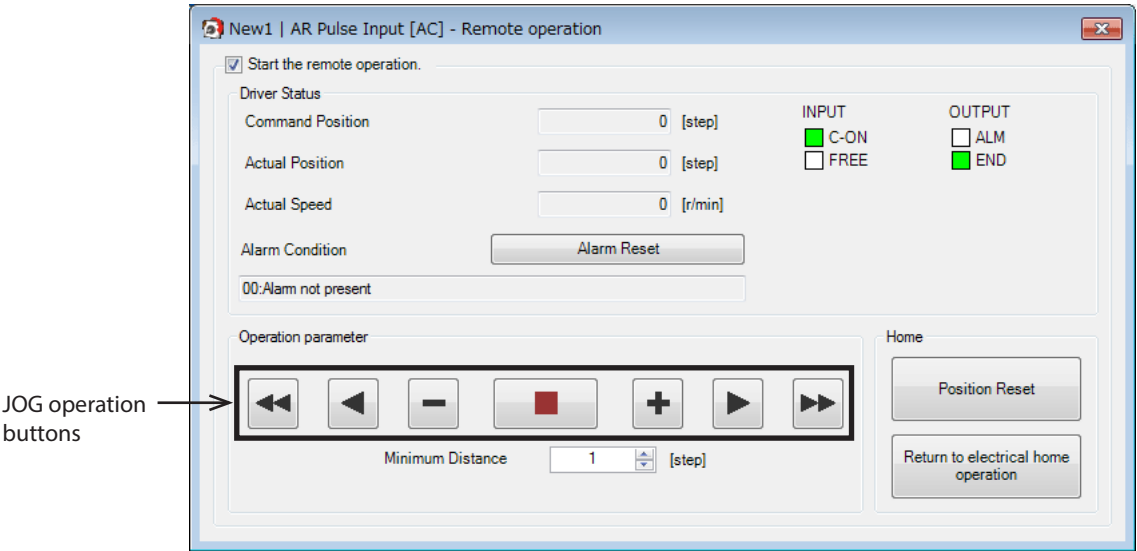 New1 | AR Pulse Input [AC] - Remote operation
Start the remote operation.
Driver Status
Command Position 0 [step]
Actual Position 0 [step]
Actual Speed 0 [r/min]
INPUT
C-ON
FREE
OUTPUT
ALM
END
Alarm Condition Alarm Reset
00:Alarm not present
Operation parameter
JOG operation
buttons
Minimum Distance 1 [step]
Home
Position Reset
Return to electrical home
operation